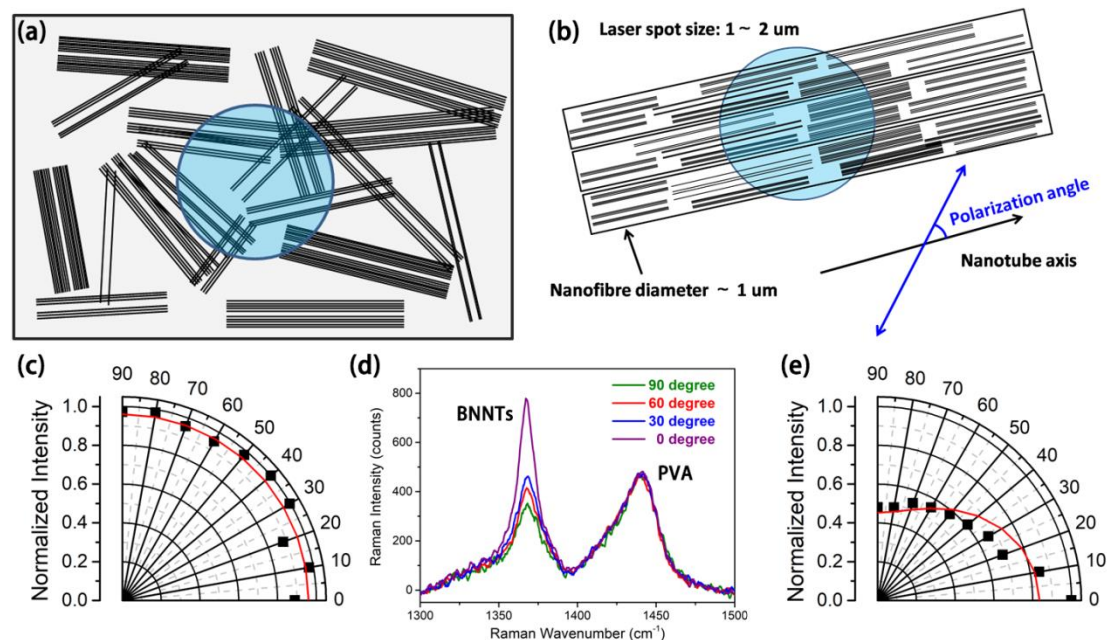 (a)
(b)
Laser spot size: 1 ~ 2 um
Polarization angle
Nanotube axis
Nanofibre diameter ~ 1 um
(c)
Normalized Intensity
1.0
0.8
0.6
0.4
0.2
0.0
90
80
70
60
50
40
30
20
10
0
(d)
Raman Intensity (counts)
800
600
400
200
0
BNNTs
90 degree
60 degree
30 degree
0 degree
PVA
1300
1350
1400
1450
1500
Raman Wavenumber (cm⁻¹)
(e)
Normalized Intensity
1.0
0.8
0.6
0.4
0.2
0.0
90
80
70
60
50
40
30
20
10
0